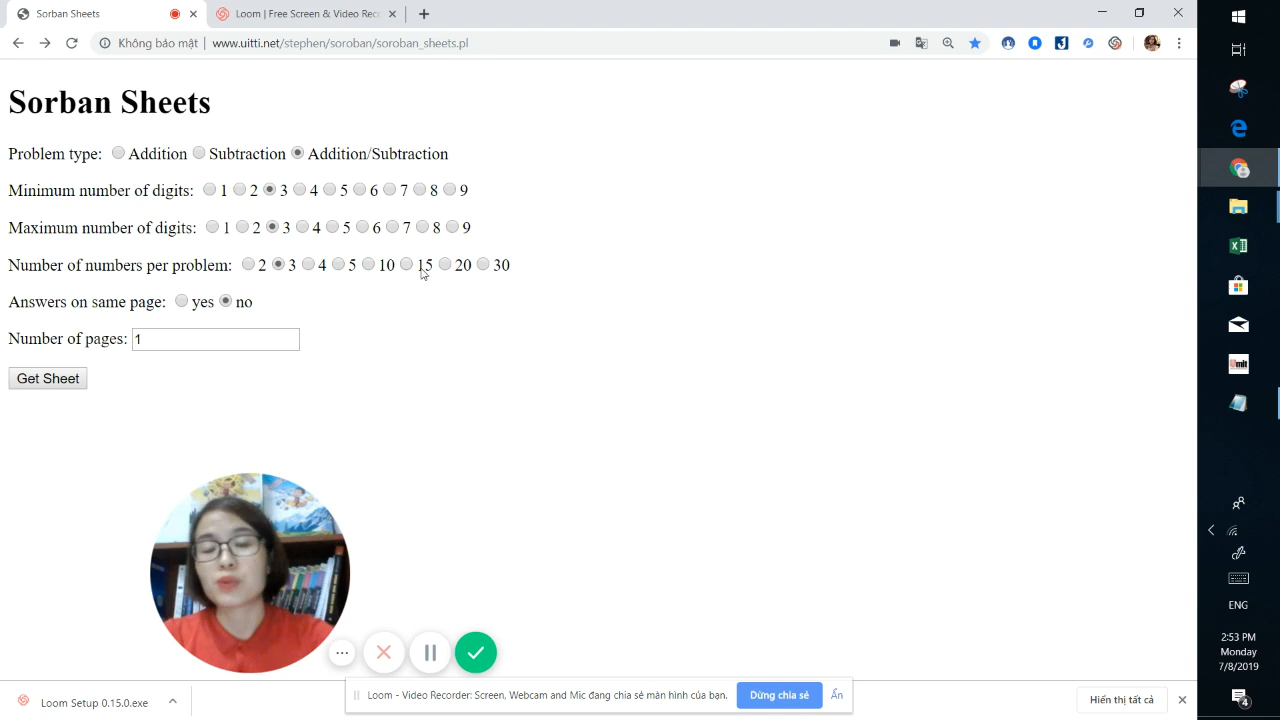 Sorban Sheets
Loom | Free Screen & Video Rec
Không bảo mật | www.uitti.net/stephen/soroban/soroban_sheets.pl
Sorban Sheets
Problem type: Addition Subtraction Addition/Subtraction
Minimum number of digits: 1 2 3 4 5 6 7 8 9
Maximum number of digits: 1 2 3 4 5 6 7 8 9
Number of numbers per problem: 2 3 4 5 10 15 20 30
Answers on same page: yes no
Number of pages: 1
Get Sheet
ENG
2:53 PM
Monday
7/8/2019
4
Loom Setup 0.15.0.exe
Loom - Video Recorder: Screen, Webcam and Mic đang chia sẻ màn hình của bạn.
Dừng chia sẻ
Ẩn
Hiển thị tất cả